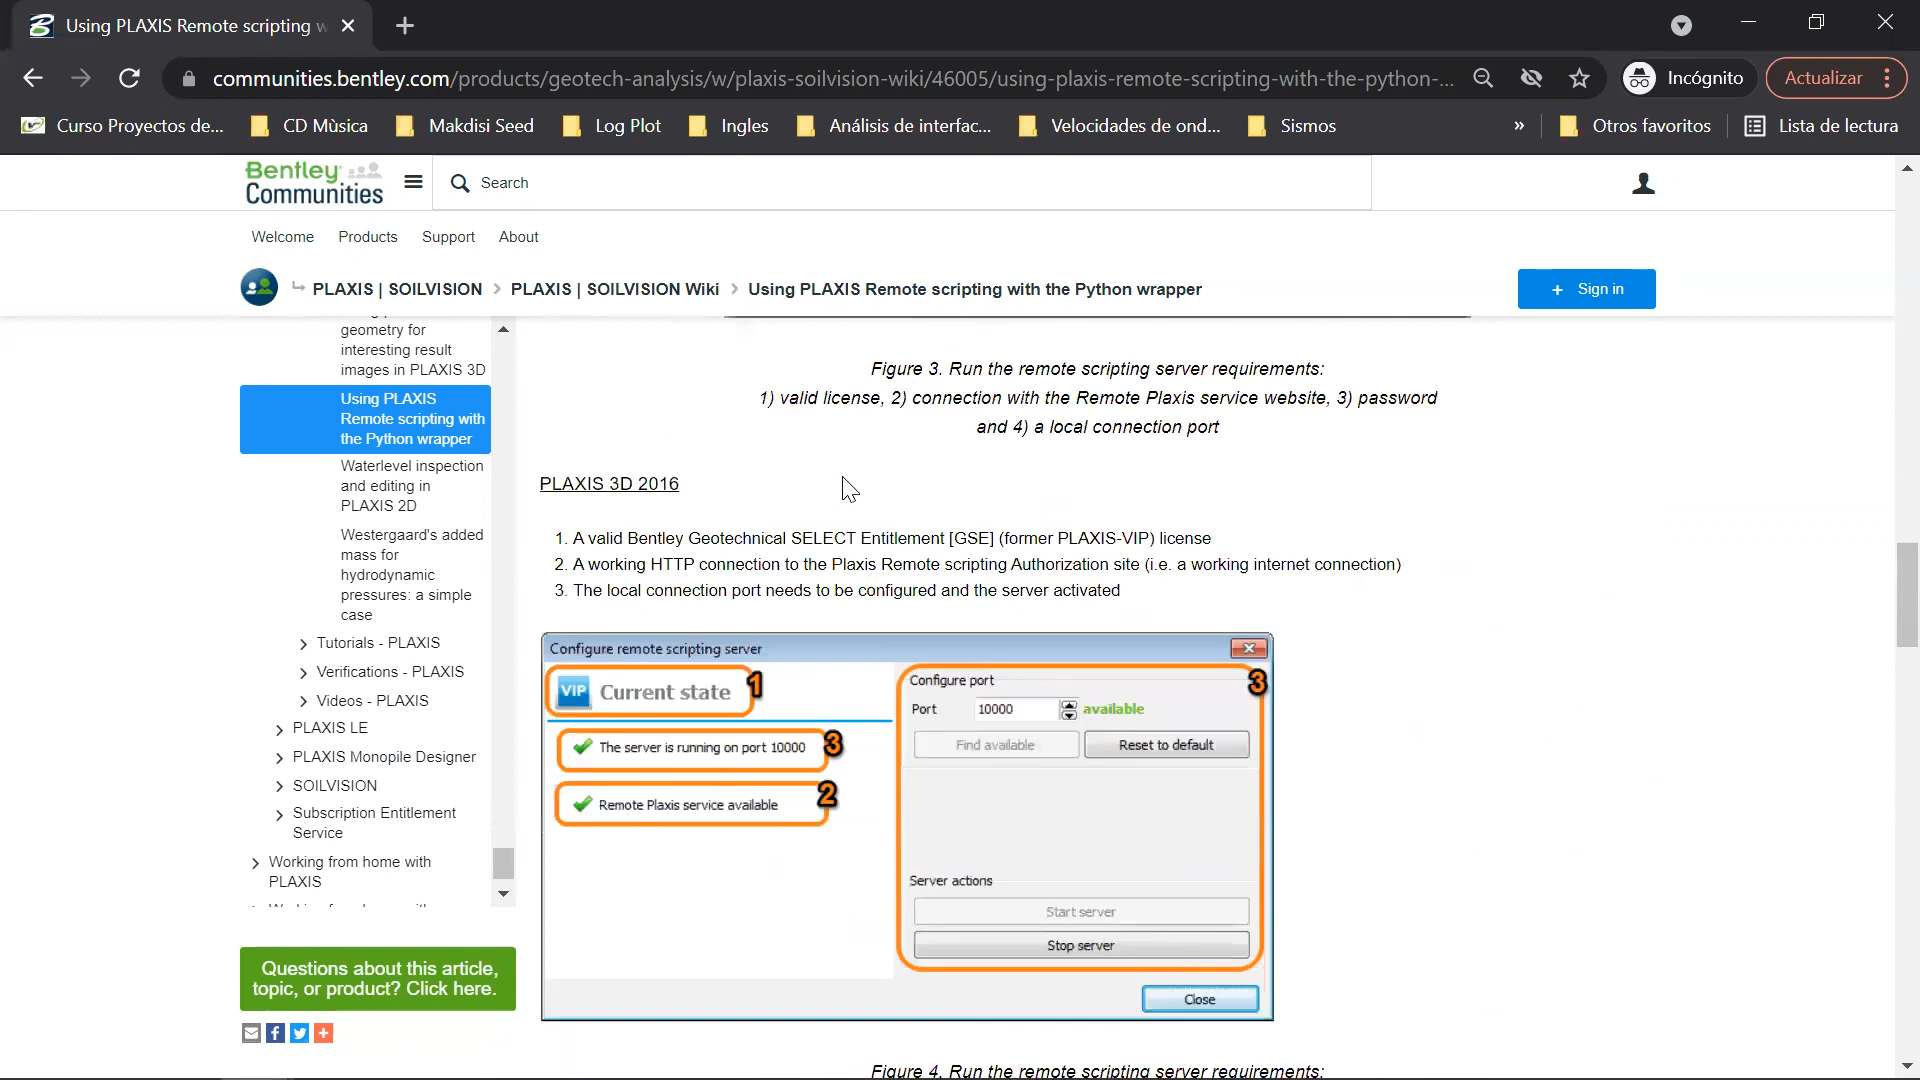 Using PLAXIS Remote scripting w
communities.bentley.com/products/geotech-analysis/w/plaxis-soilvision-wiki/46005/using-plaxis-remote-scripting-with-the-python-...
Incógnito
Actualizar
Curso Proyectos de...
CD Mùsica
Makdisi Seed
Log Plot
Ingles
Análisis de interfac...
Velocidades de ond...
Sismos
»
Otros favoritos
Lista de lectura
Bentley
Communities
Search
Welcome
Products
Support
About
PLAXIS | SOILVISION
PLAXIS | SOILVISION Wiki
Using PLAXIS Remote scripting with the Python wrapper
+ Sign in
geometry for
interesting result
images in PLAXIS 3D
Using PLAXIS
Remote scripting with
the Python wrapper
Waterlevel inspection
and editing in
PLAXIS 2D
Westergaard's added
mass for
hydrodynamic
pressures: a simple
case
Tutorials - PLAXIS
Verifications - PLAXIS
Videos - PLAXIS
PLAXIS LE
PLAXIS Monopile Designer
SOILVISION
Subscription Entitlement
Service
Working from home with
PLAXIS
Questions about this article,
topic, or product? Click here.
Figure 3. Run the remote scripting server requirements:
1) valid license, 2) connection with the Remote Plaxis service website, 3) password
and 4) a local connection port
PLAXIS 3D 2016
1. A valid Bentley Geotechnical SELECT Entitlement [GSE] (former PLAXIS-VIP) license
2. A working HTTP connection to the Plaxis Remote scripting Authorization site (i.e. a working internet connection)
3. The local connection port needs to be configured and the server activated
Configure remote scripting server
VIP
Current state
1
The server is running on port 10000
3
Remote Plaxis service available
2
Configure port
3
Port
10000
available
Find available
Reset to default
Server actions
Start server
Stop server
Close
Figure 4. Run the remote scripting server requirements: